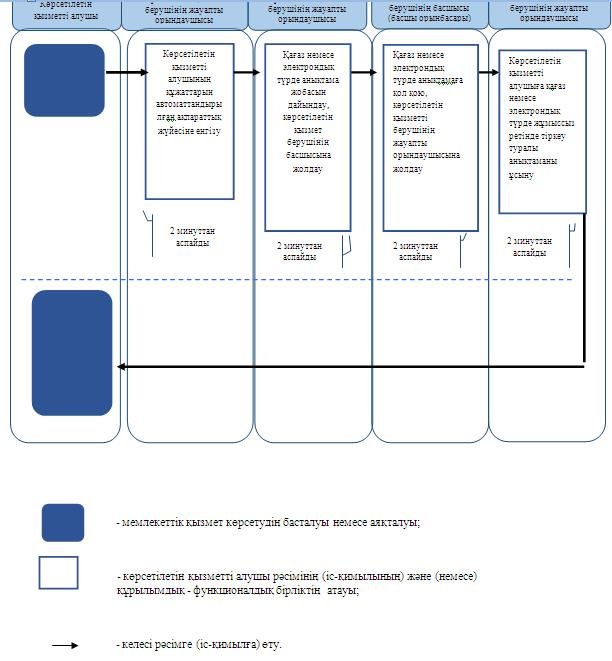 Көрсетілетін
қызметті алушы
берушінің жауапты
орындаушысы
берушінің жауапты
орындаушысы
берушінің басшысы
(басшы орынбасары)
берушінің жауапты
орындаушысы
Көрсетілетін
қызметті
алушының
құжаттарын
автоматтандыры
лған ақпараттық
жүйесіне енгізу
Қағаз немесе
электрондық
түрде анықтама
жобасын
дайындау,
көрсетілетін
қызмет
берушінің
басшысына
жолдау
Қағаз немесе
электрондық
түрде анықтамаға
қол қою,
көрсетілетін
қызметті
берушінің
жауапты
орындаушысына
жолдау
Көрсетілетін
қызметті
алушыға қағаз
немесе
электрондық
түрде жұмыссыз
ретінде тіркеу
туралы
анықтаманы
ұсыну
2 минуттан
аспайды
2 минуттан
аспайды
2 минуттан
аспайды
2 минуттан
аспайды
- мемлекеттік қызмет көрсетудің басталуы немесе аяқталуы;
- көрсетілетін қызметті алушы рәсімінің (іс-қимылының) және (немесе)
құрылымдық - функционалдық бірліктің атауы;
- келесі рәсімге (іс-қимылға) өту.